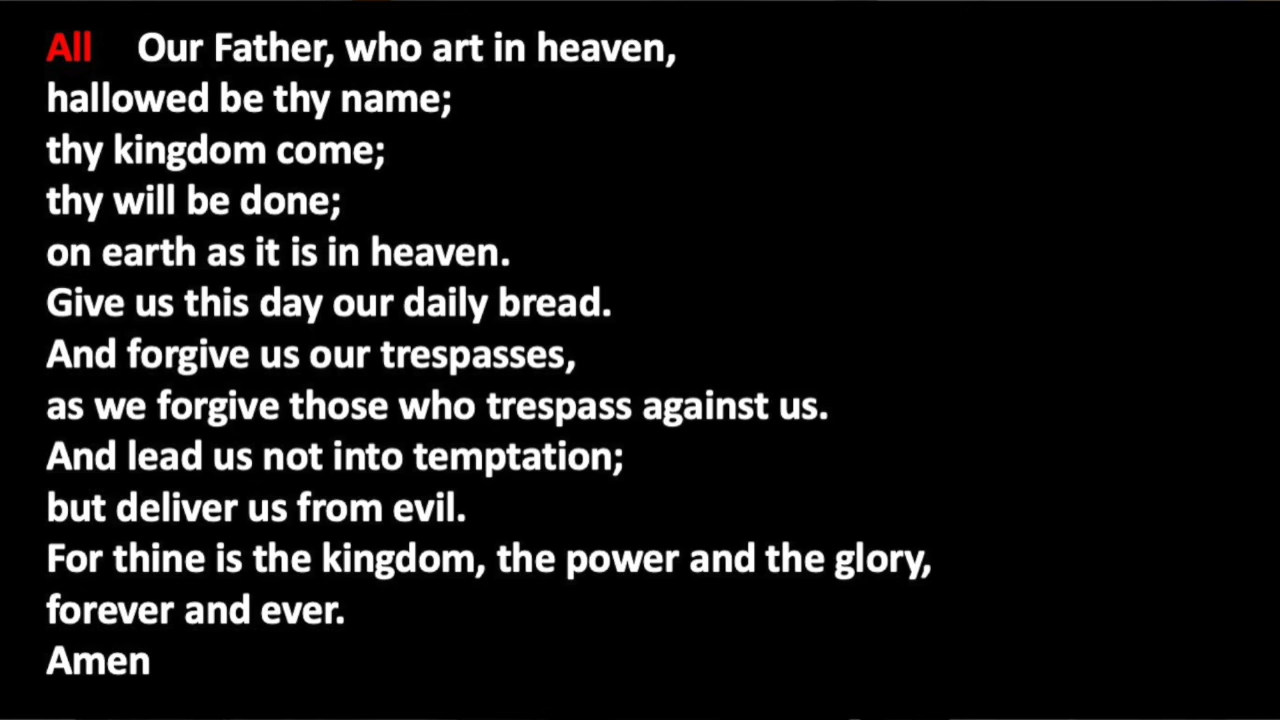 All Our Father, who art in heaven,
hallowed be thy name;
thy kingdom come;
thy will be done;
on earth as it is in heaven.
Give us this day our daily bread.
And forgive us our trespasses,
as we forgive those who trespass against us.
And lead us not into temptation;
but deliver us from evil.
For thine is the kingdom, the power and the glory,
forever and ever.
Amen